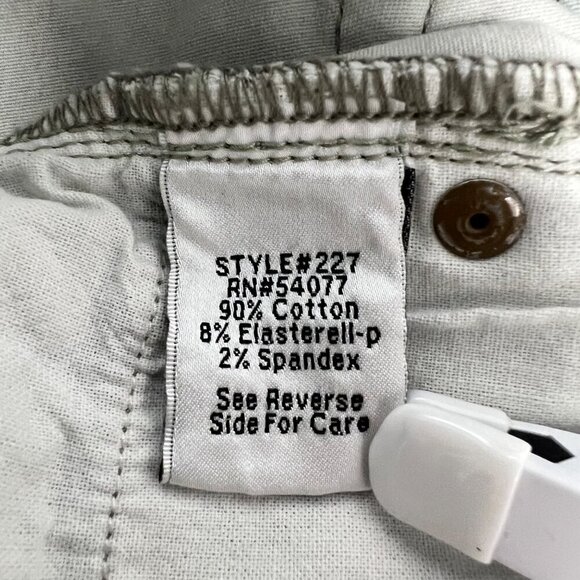 STYLE#227
RN#54077
90% Cotton
8% Elasterell-p
2% Spandex
See Reverse
Side For Care